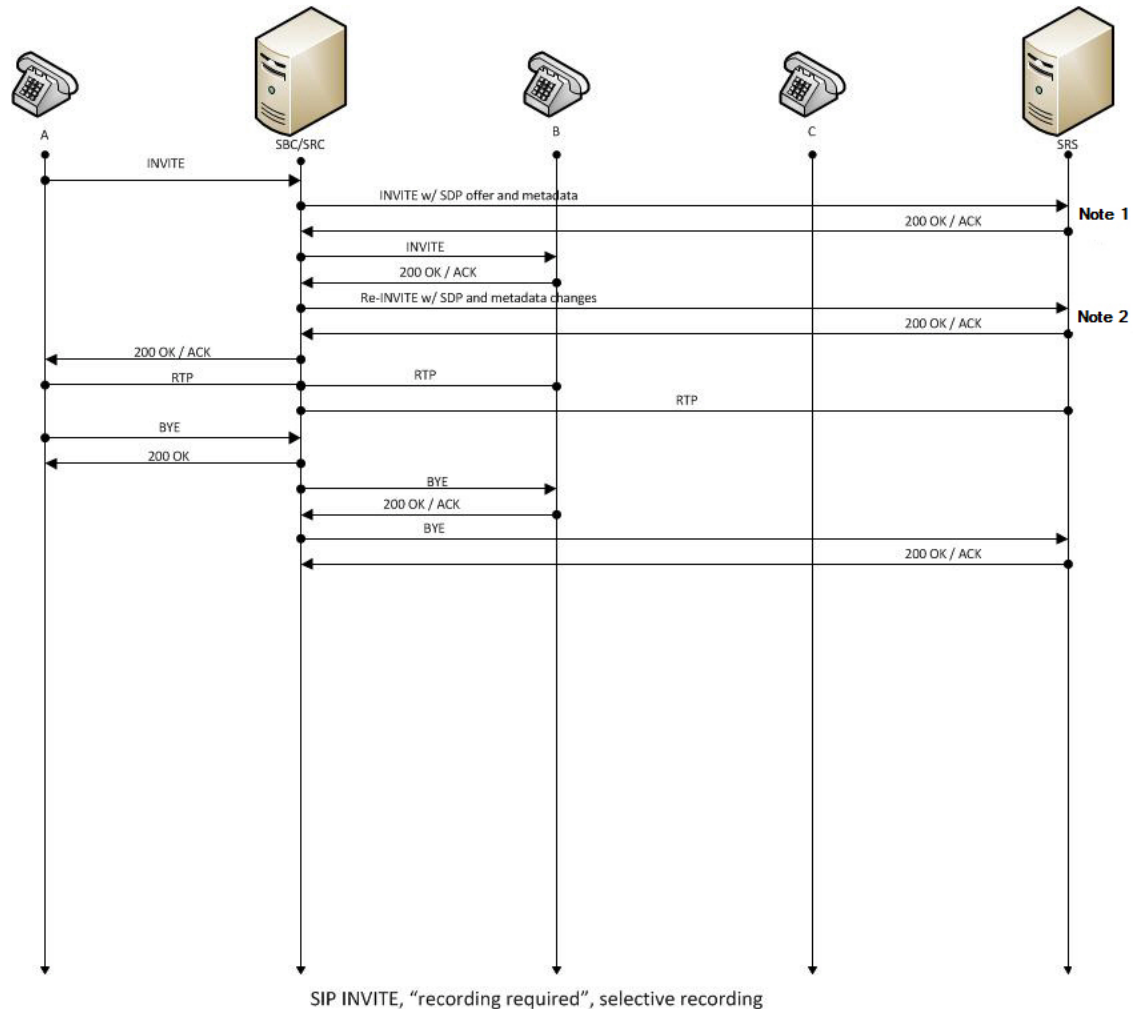 A
SBC/SRC
B
C
SRS
INVITE
INVITE w/ SDP offer and metadata
Note 1
200 OK / ACK
INVITE
200 OK / ACK
Re-INVITE w/ SDP and metadata changes
Note 2
200 OK / ACK
200 OK / ACK
RTP
RTP
RTP
BYE
200 OK
BYE
200 OK / ACK
BYE
200 OK / ACK
SIP INVITE, “recording required”, selective recording